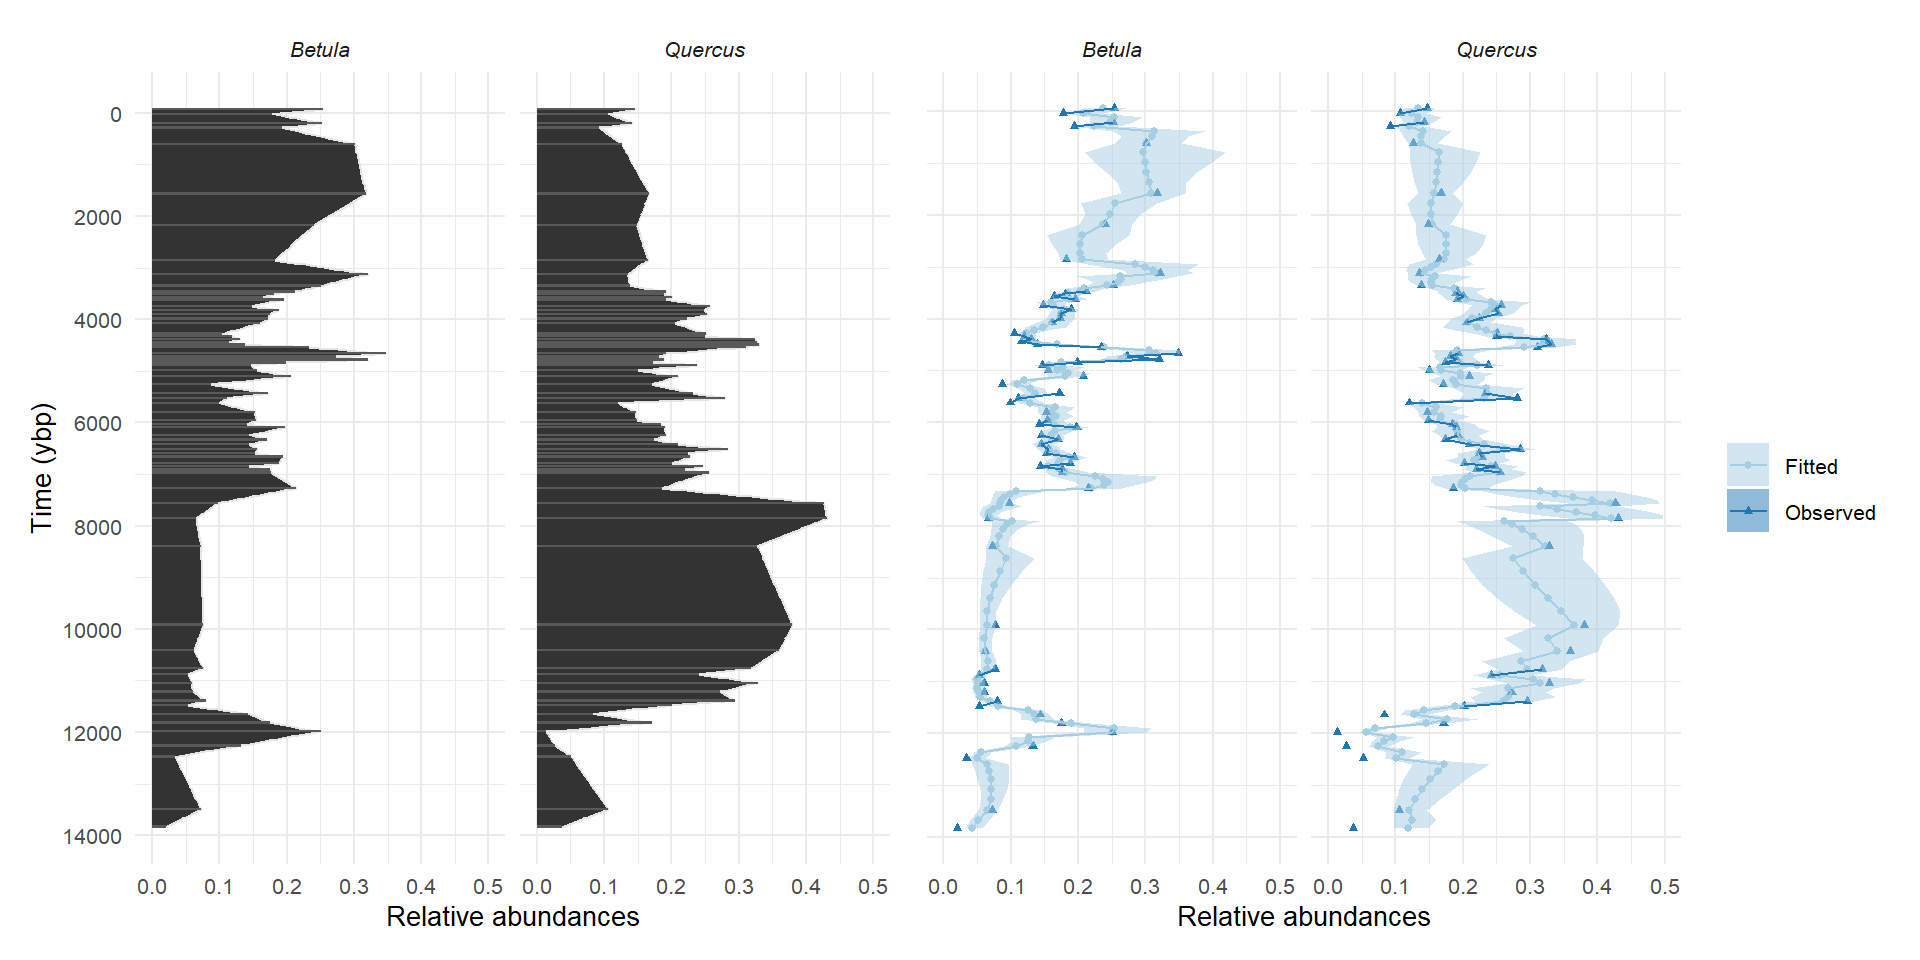 Betula Quercus Betula Quercus
Time (ybp)
0
2000
4000
6000
8000
10000
12000
14000
0.0 0.1 0.2 0.3 0.4 0.5 0.0 0.1 0.2 0.3 0.4 0.5 0.0 0.1 0.2 0.3 0.4 0.5 0.0 0.1 0.2 0.3 0.4 0.5
Relative abundances Relative abundances
Fitted
Observed